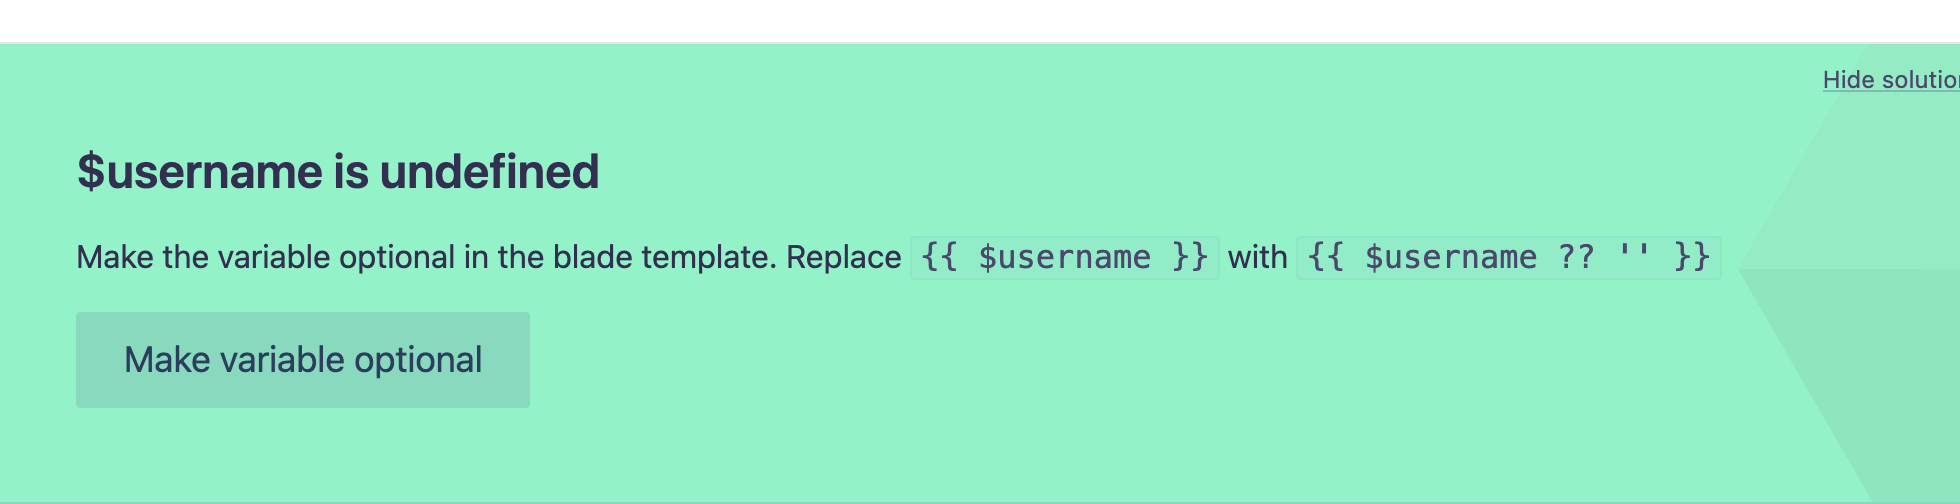 Hide solutio
$username is undefined
Make the variable optional in the blade template. Replace {{ $username }} with {{ $username ?? '' }}
Make variable optional